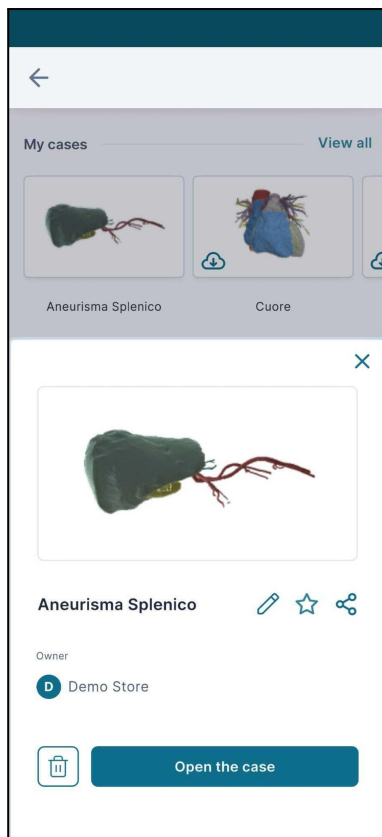 My cases
View all
Aneurisma Splenico
Cuore
Aneurisma Splenico
Owner
D Demo Store
Open the case